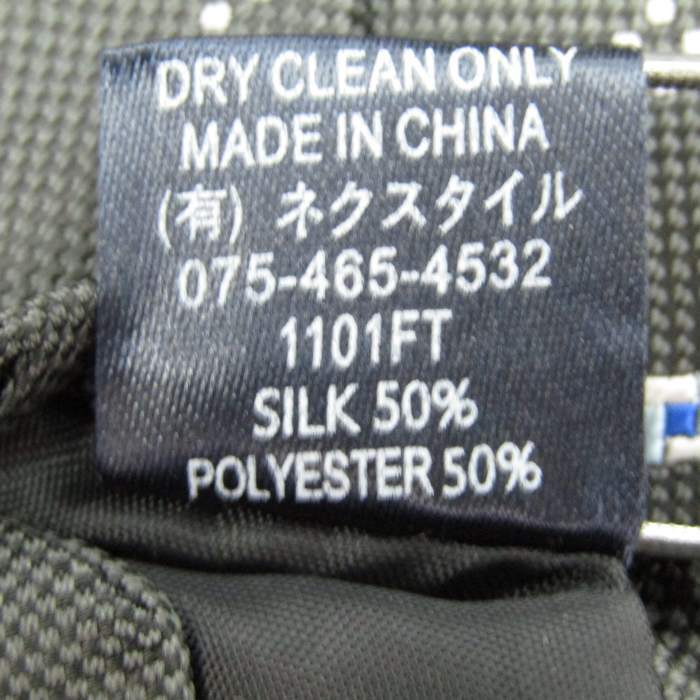 DRY CLEAN ONLY
MADE IN CHINA
(有) ネクスタイル
075-465-4532
1101FT
SILK 50%
POLYESTER 50%